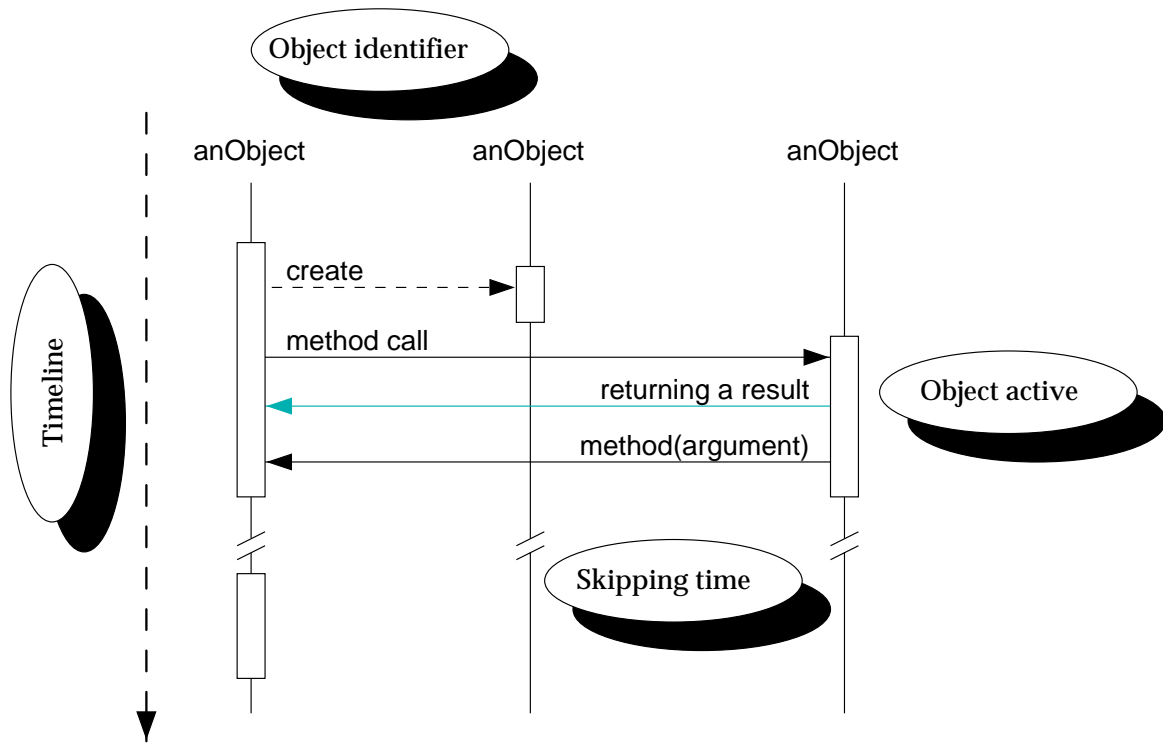 Object identifier
anObject anObject anObject
create
method call
returning a result
Object active
Timeline
method(argument)
Skipping time